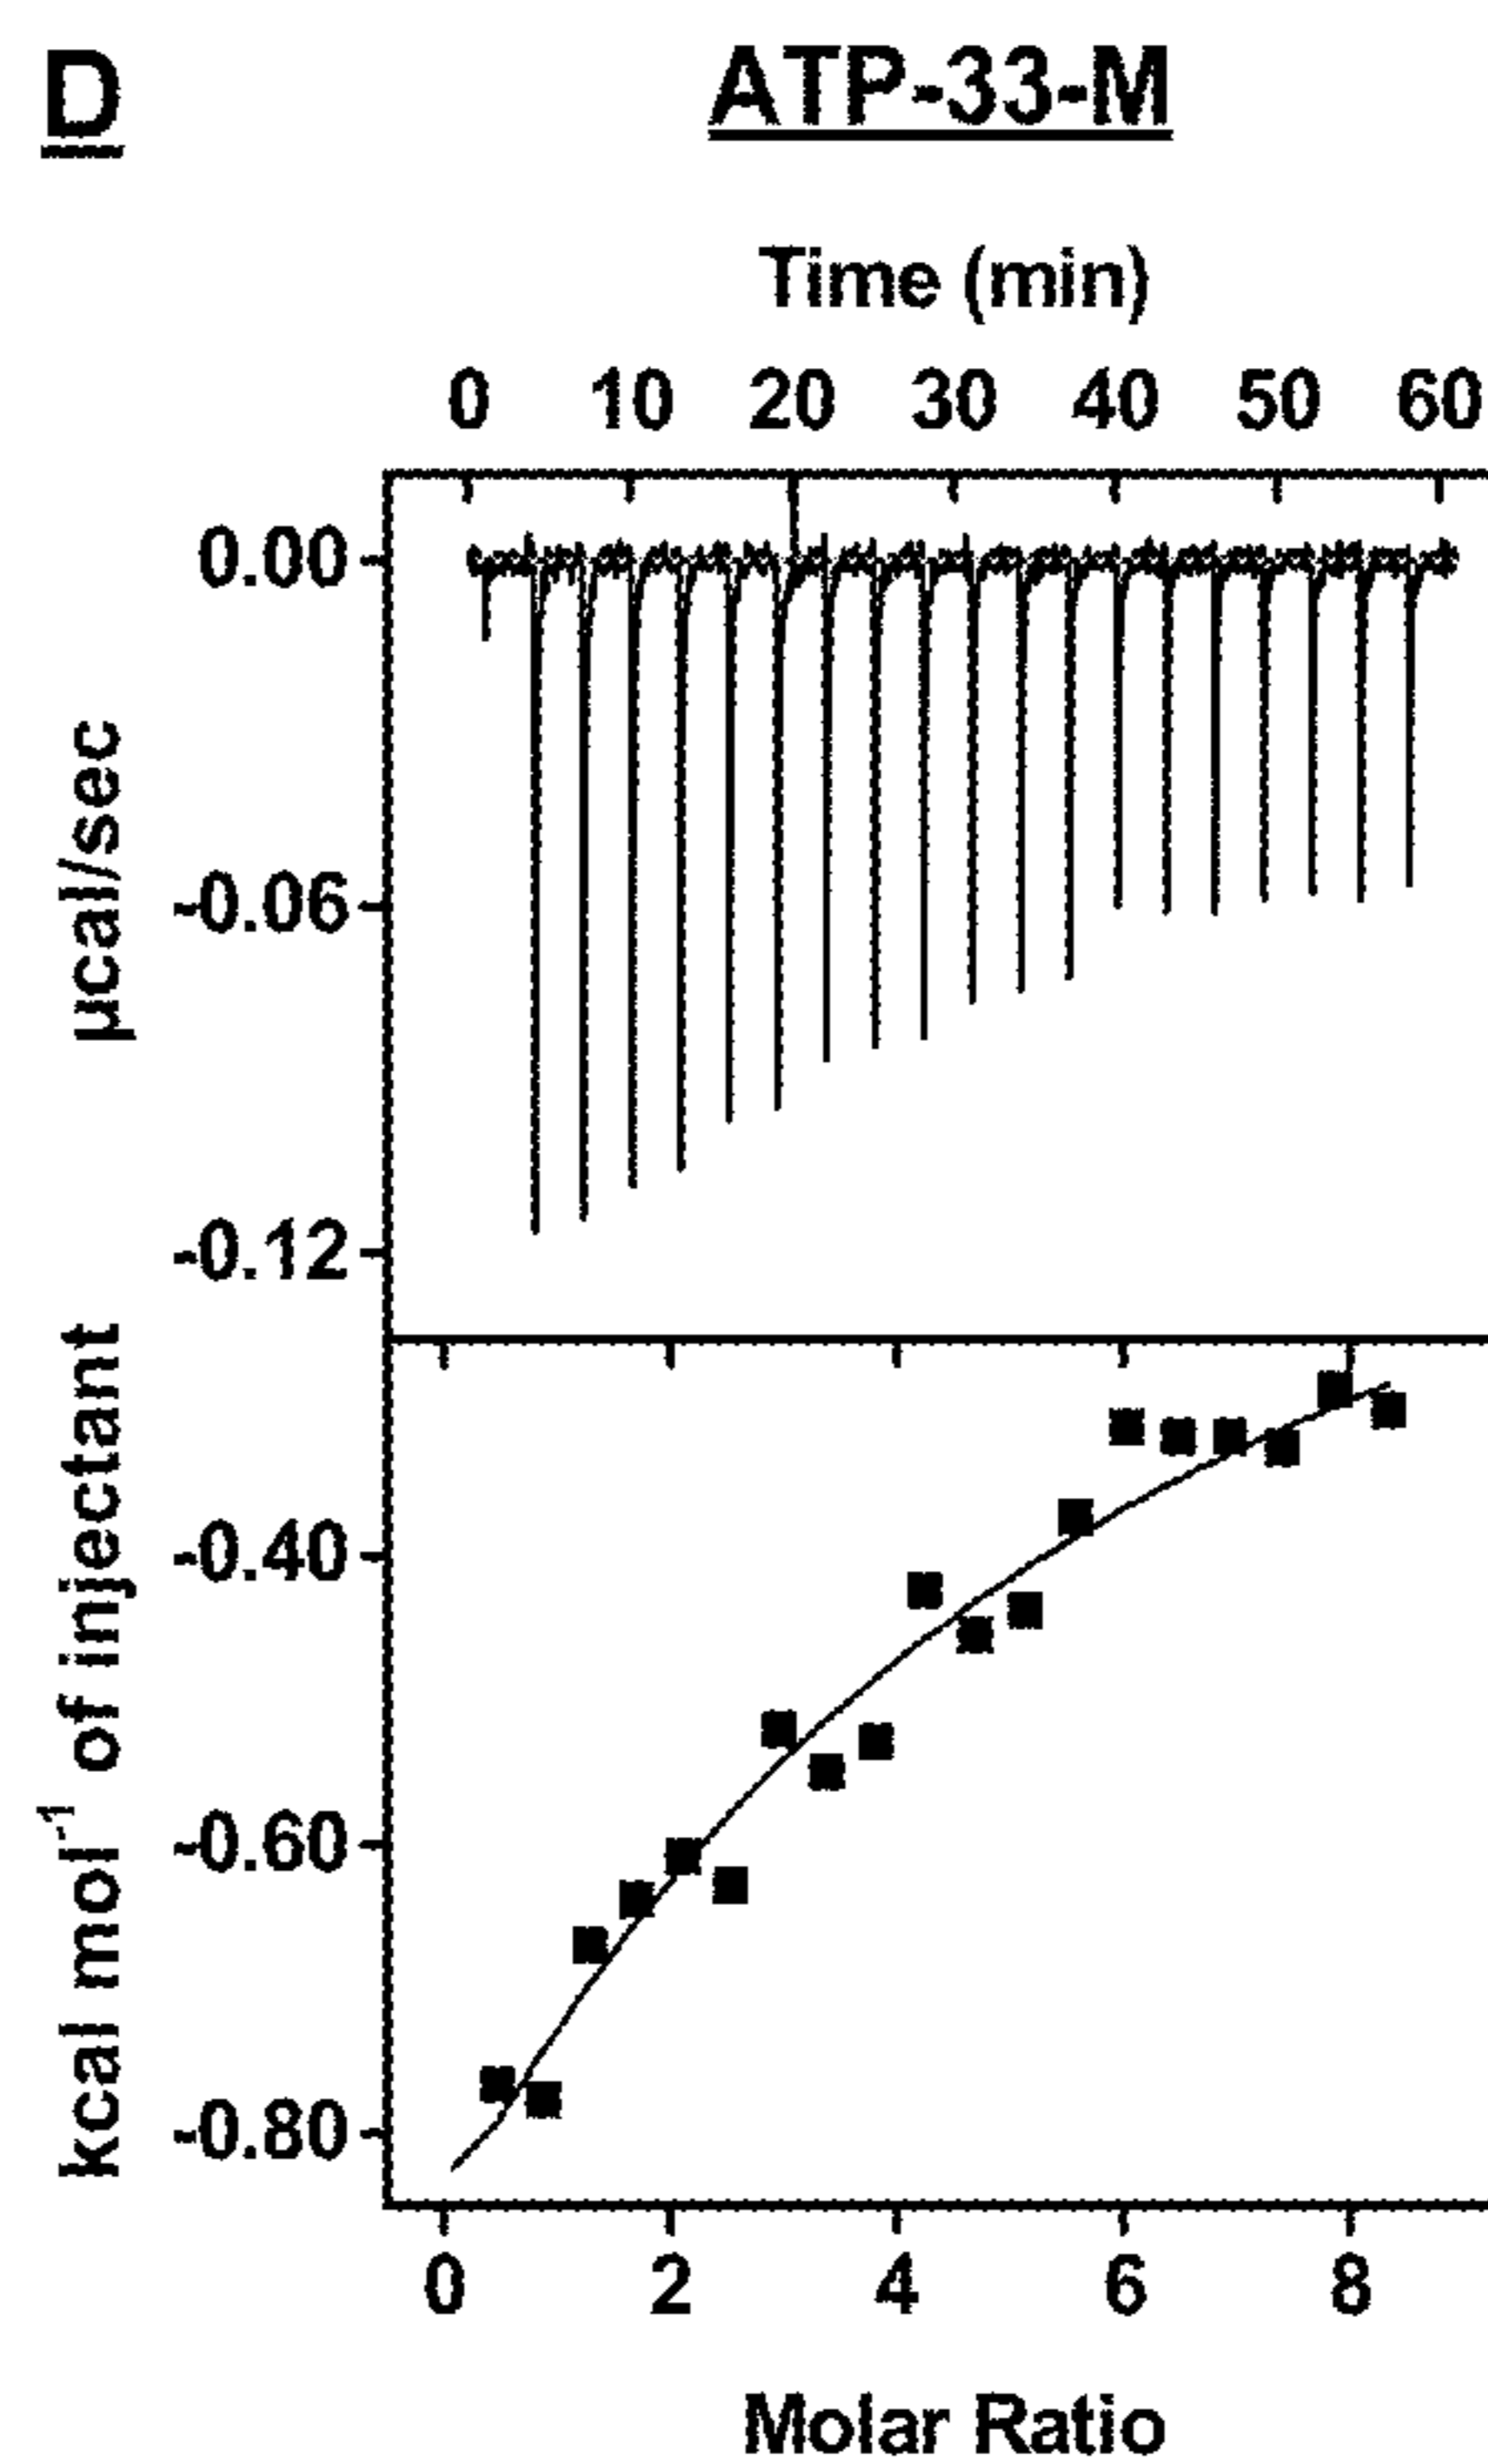 D
ATP-33-M
Time (min)
0 10 20 30 40 50 60
0.00
-0.06
-0.12
µcal/sec
-0.40
-0.60
-0.80
kcal mol⁻¹ of injectant
0 2 4 6 8
Molar Ratio